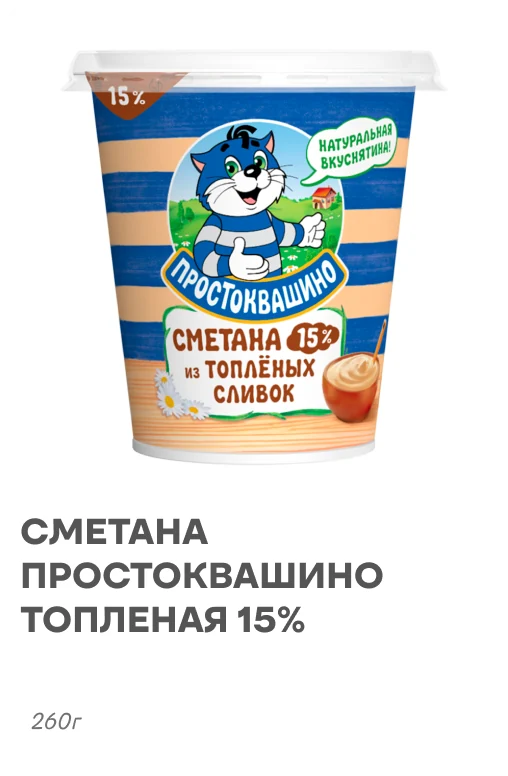 15%
НАТУРАЛЬНАЯ
ВКУСНЯТИНА!
ПРОСТОКВАШИНО
СМЕТАНА 15%
ИЗ ТОПЛЁНЫХ
СЛИВОК
СМЕТАНА
ПРОСТОКВАШИНО
ТОПЛЕНАЯ 15%
260г